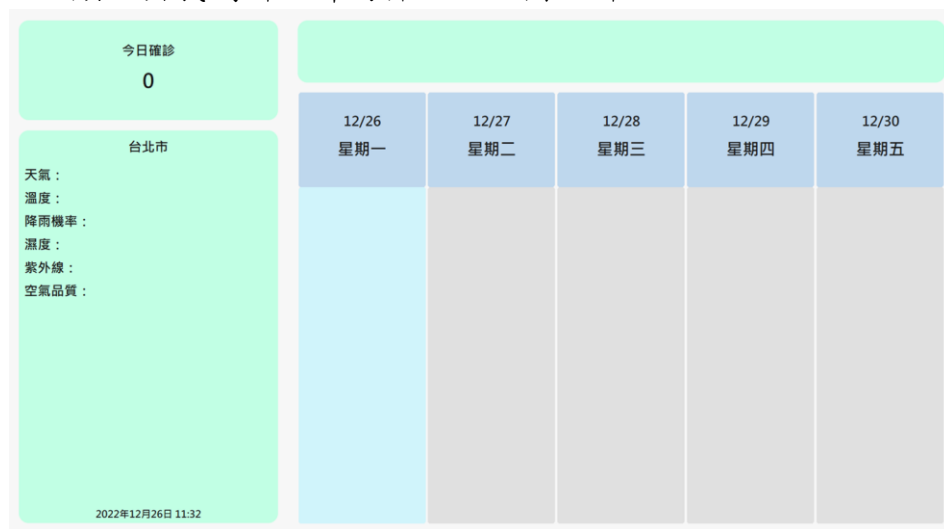 今日確診
0
台北市
天氣：
溫度：
降雨機率：
濕度：
紫外線：
空氣品質：
2022年12月26日 11:32
12/26
星期一
12/27
星期二
12/28
星期三
12/29
星期四
12/30
星期五